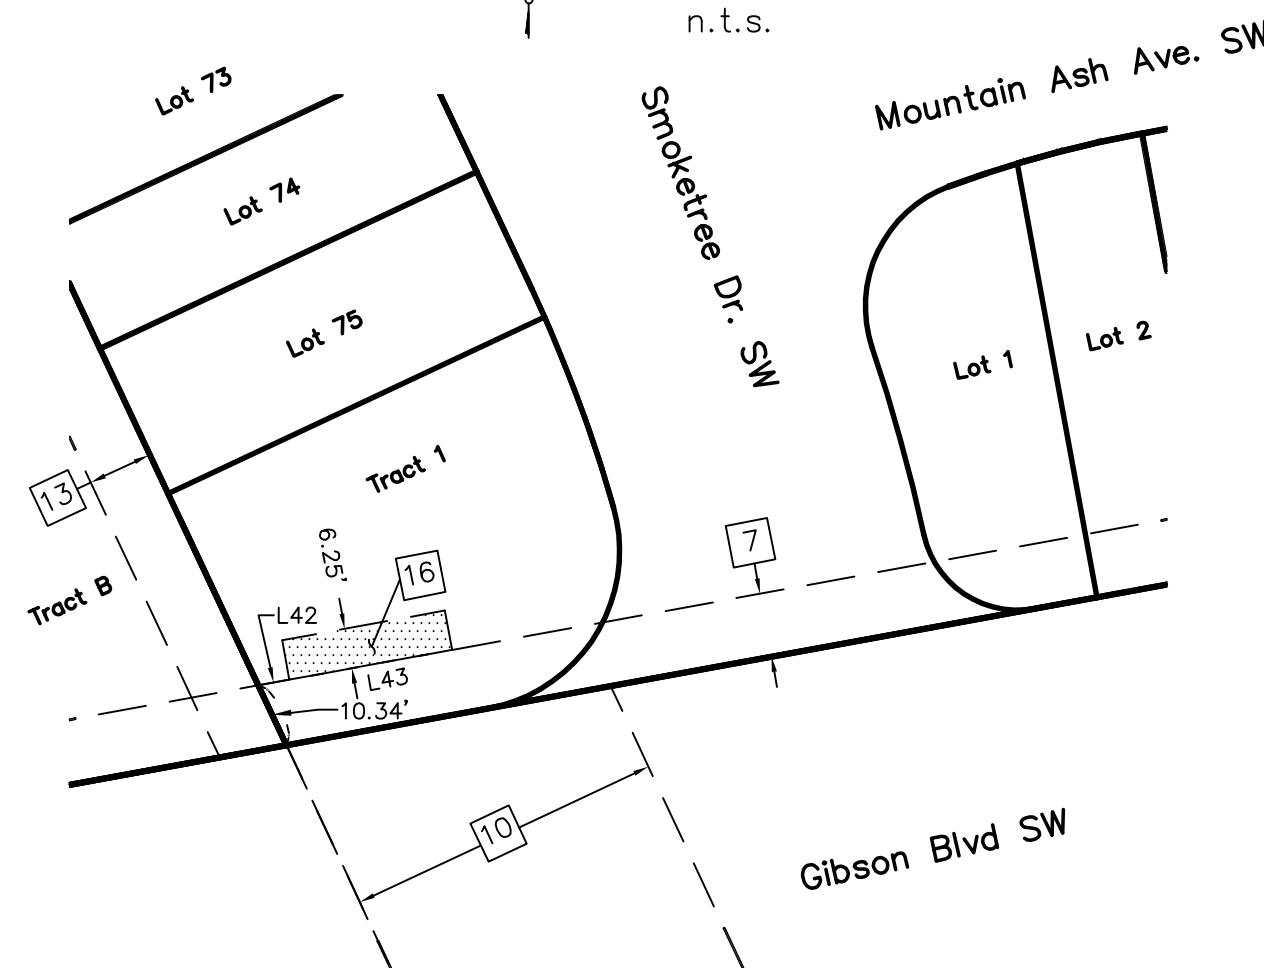 n.t.s.
Mountain Ash Ave. SW
Lot 73
Smoketree Dr. SW
Lot 74
Lot 75
Lot 1
Lot 2
Tract 1
13
6.25'
16
7
Tract B
L42
L43
10.34'
10
Gibson Blvd SW